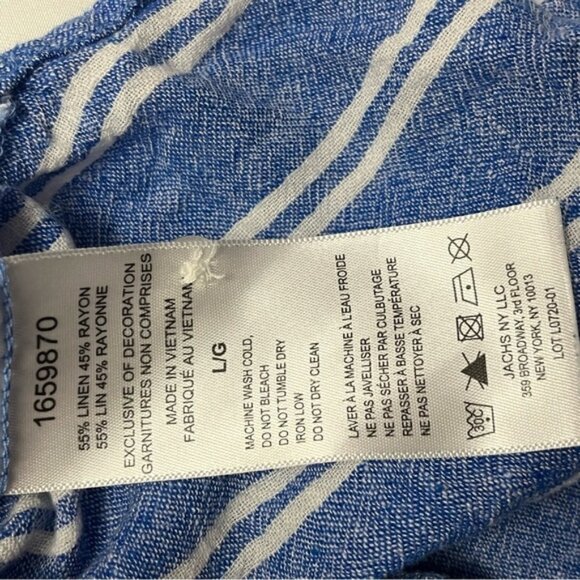 1659870
55% LINEN 45% RAYON
55% LIN 45% RAYONNE
EXCLUSIVE OF DECORATION
GARNITURES NON COMPRISES
MADE IN VIETNAM
FABRIQUÉ AU VIETNAM
L/G
MACHINE WASH COLD,
DO NOT BLEACH
DO NOT TUMBLE DRY
IRON LOW
DO NOT DRY CLEAN
LAVER À LA MACHINE À L'EAU FROIDE
NE PAS JAVELLISER
NE PAS SÉCHER PAR CULBUTAGE
REPASSER À BASSE TEMPÉRATURE
NE PAS NETTOYER À SEC
30C
JACHS NY LLC
359 BROADWAY, 3rd FLOOR
NEW YORK, NY 10013
LOT L0720-01